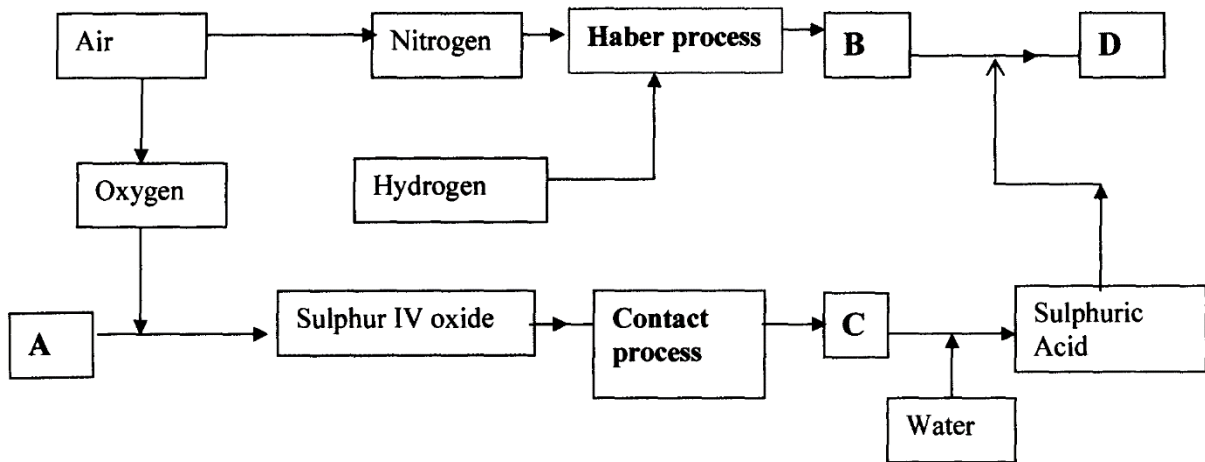 Air
Nitrogen
Haber process
B
D
Oxygen
Hydrogen
A
Sulphur IV oxide
Contact
process
C
Sulphuric
Acid
Water